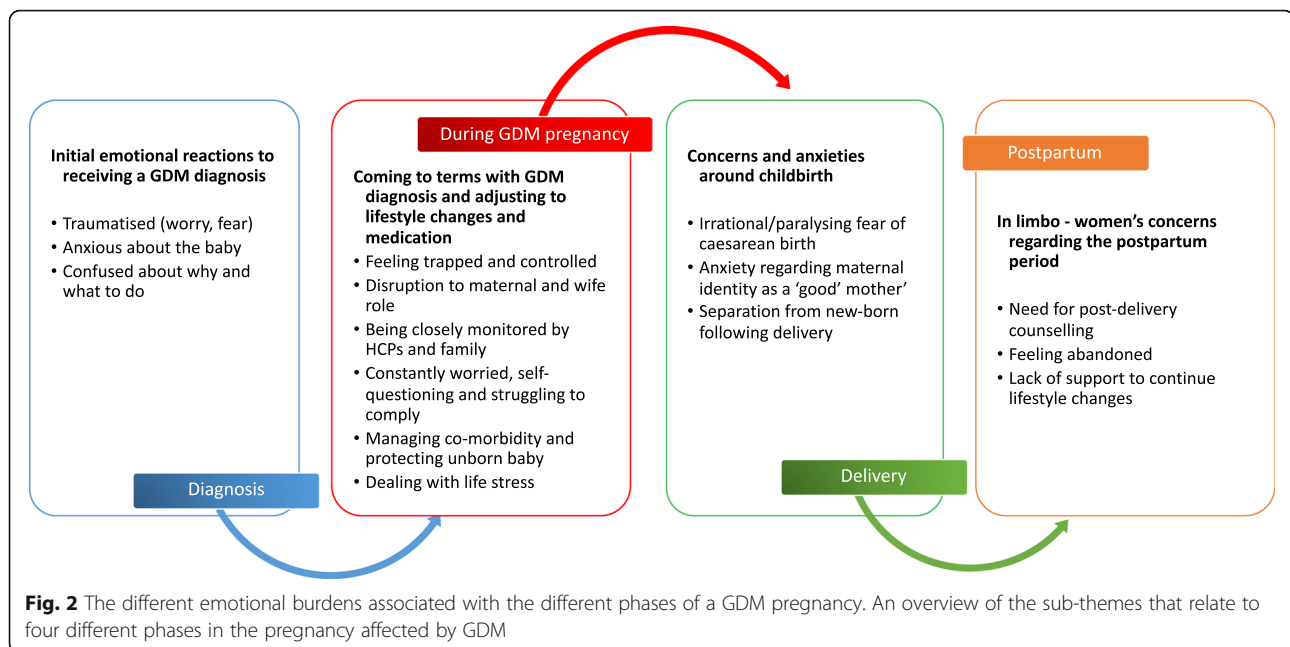 Initial emotional reactions to
receiving a GDM diagnosis
• Traumatised (worry, fear)
• Anxious about the baby
• Confused about why and
what to do
Diagnosis
During GDM pregnancy
Coming to terms with GDM
diagnosis and adjusting to
lifestyle changes and
medication
• Feeling trapped and controlled
• Disruption to maternal and wife
role
• Being closely monitored by
HCPs and family
• Constantly worried, self-
questioning and struggling to
comply
• Managing co-morbidity and
protecting unborn baby
• Dealing with life stress
Concerns and anxieties
around childbirth
• Irrational/paralysing fear of
caesarean birth
• Anxiety regarding maternal
identity as a ‘good’ mother’
• Separation from new-born
following delivery
Delivery
Postpartum
In limbo - women’s concerns
regarding the postpartum
period
• Need for post-delivery
counselling
• Feeling abandoned
• Lack of support to continue
lifestyle changes
Fig. 2 The different emotional burdens associated with the different phases of a GDM pregnancy. An overview of the sub-themes that relate to
four different phases in the pregnancy affected by GDM